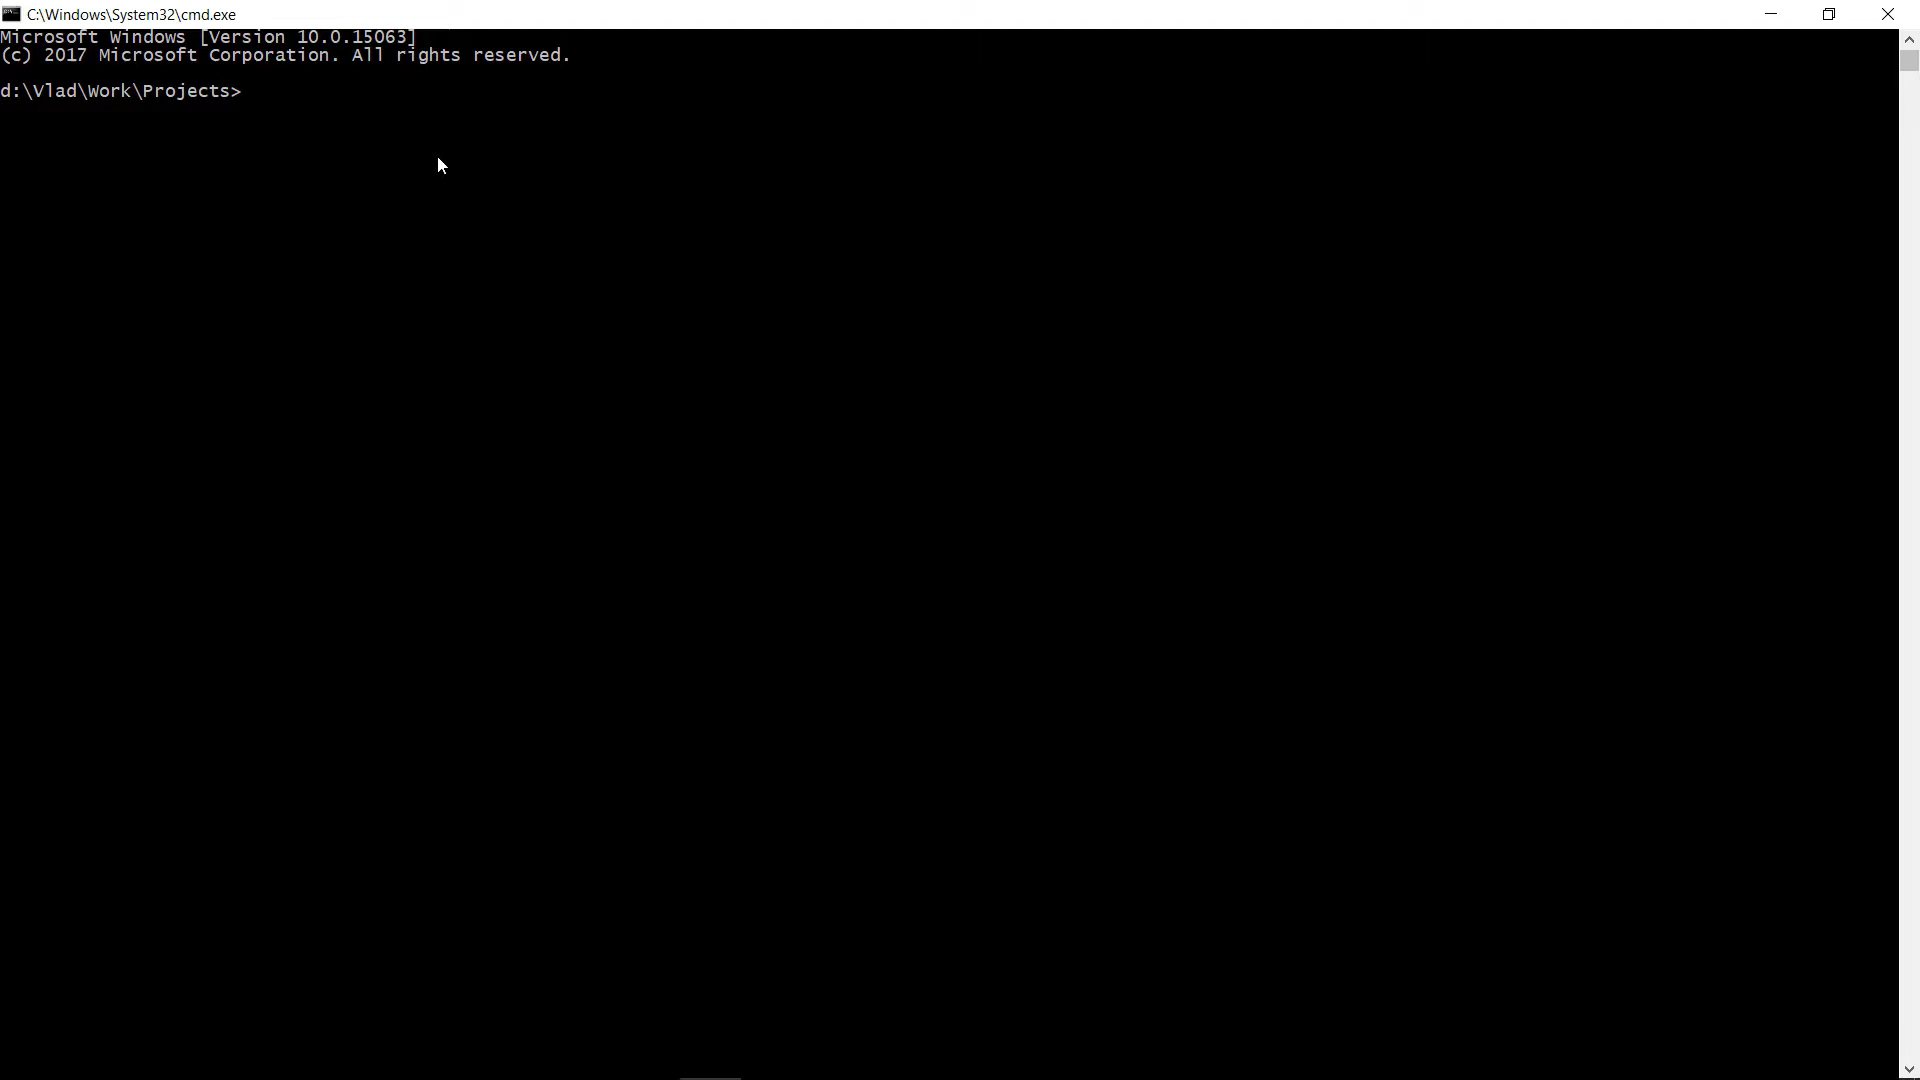 C:\Windows\System32\cmd.exe
Microsoft Windows [Version 10.0.15063]
(c) 2017 Microsoft Corporation. All rights reserved.
d:\Vlad\Work\Projects>